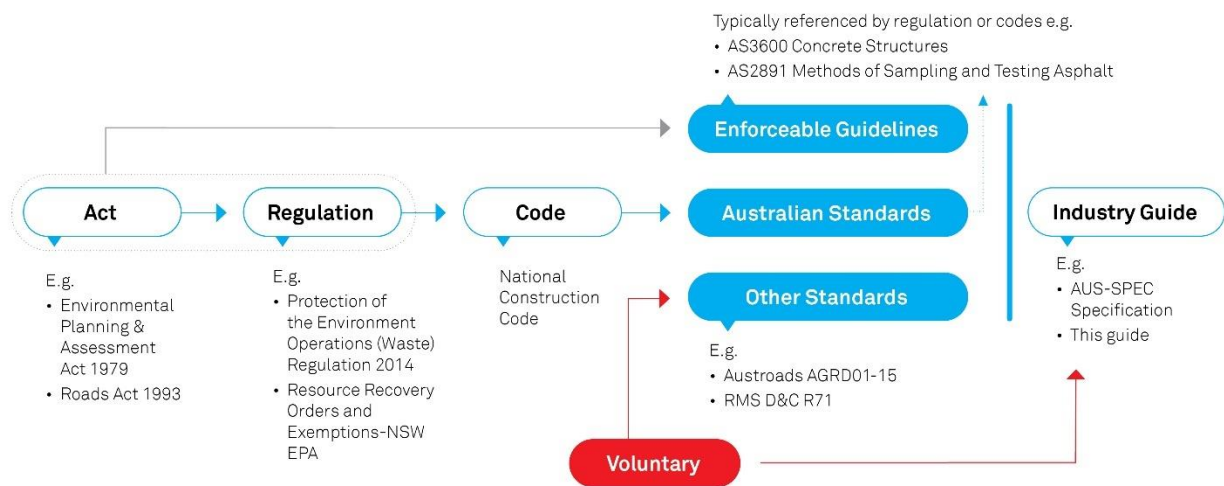 Typically referenced by regulation or codes e.g.
• AS3600 Concrete Structures
• AS2891 Methods of Sampling and Testing Asphalt
Enforceable Guidelines
Act
Regulation
Code
Australian Standards
Industry Guide
E.g.
• Environmental
Planning &
Assessment
Act 1979
• Roads Act 1993
E.g.
• Protection of
the Environment
Operations (Waste)
Regulation 2014
• Resource Recovery
Orders and
Exemptions-NSW
EPA
National
Construction
Code
Other Standards
E.g.
• Austroads AGRD01-15
• RMS D&C R71
E.g.
• AUS-SPEC
Specification
• This guide
Voluntary